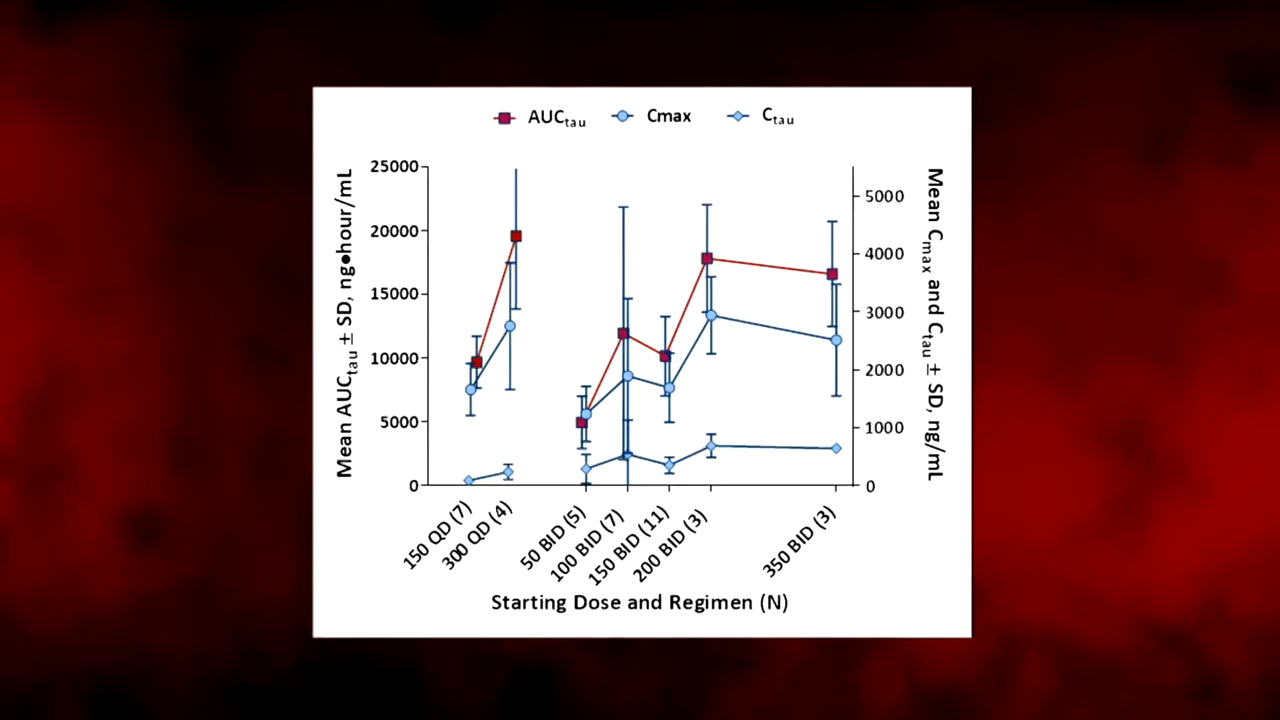 AUCtau Cmax Ctau
Mean AUCtau ± SD, ng●hour/mL
25000
20000
15000
10000
5000
0
5000
4000
3000
2000
1000
0
Mean Cmax and Ctau ± SD, ng/mL
150 QD (7)
300 QD (4)
50 BID (5)
100 BID (7)
150 BID (11)
200 BID (3)
350 BID (3)
Starting Dose and Regimen (N)